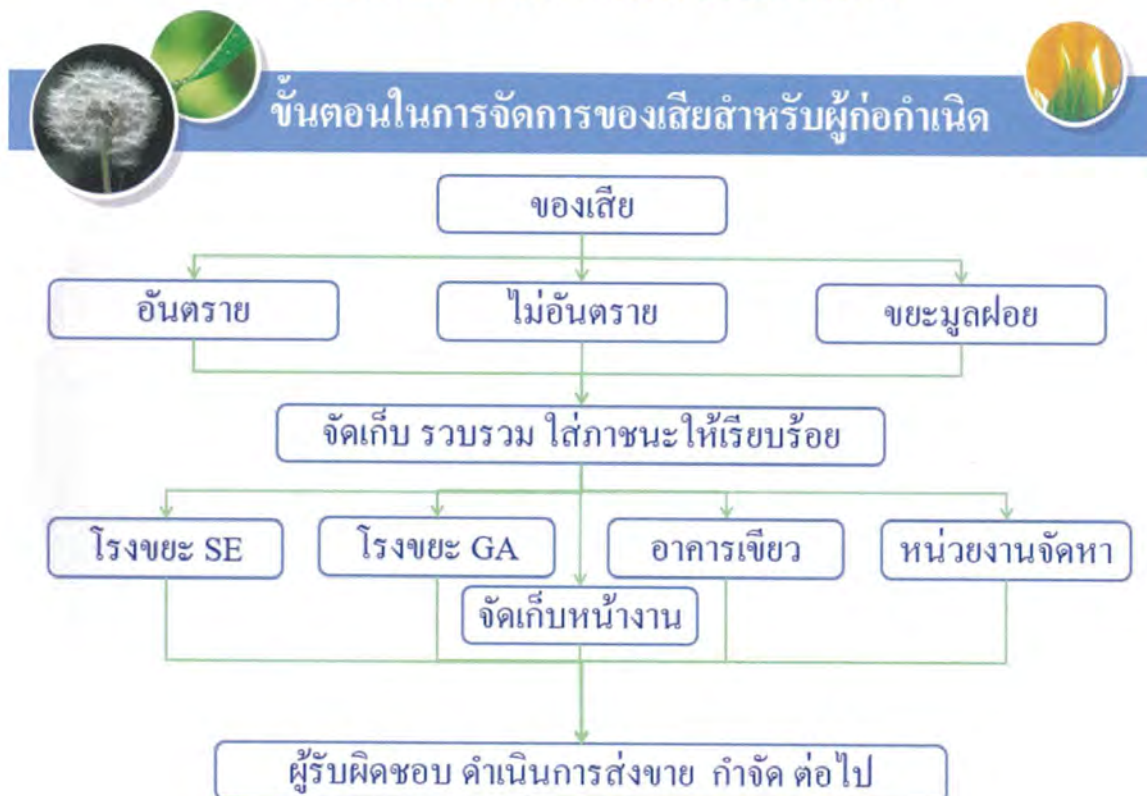 ขั้นตอนในการจัดการของเสียสำหรับผู้ก่อกำเนิด
ของเสีย
อันตราย
ไม่อันตราย
ขยะมูลฝอย
จัดเก็บ รวบรวม ใส่ภาชนะให้เรียบร้อย
โรงขยะ SE
โรงขยะ GA
อาคารเขียว
หน่วยงานจัดหา
จัดเก็บหน้างาน
ผู้รับผิดชอบ ดำเนินการส่งขาย กำจัด ต่อไป